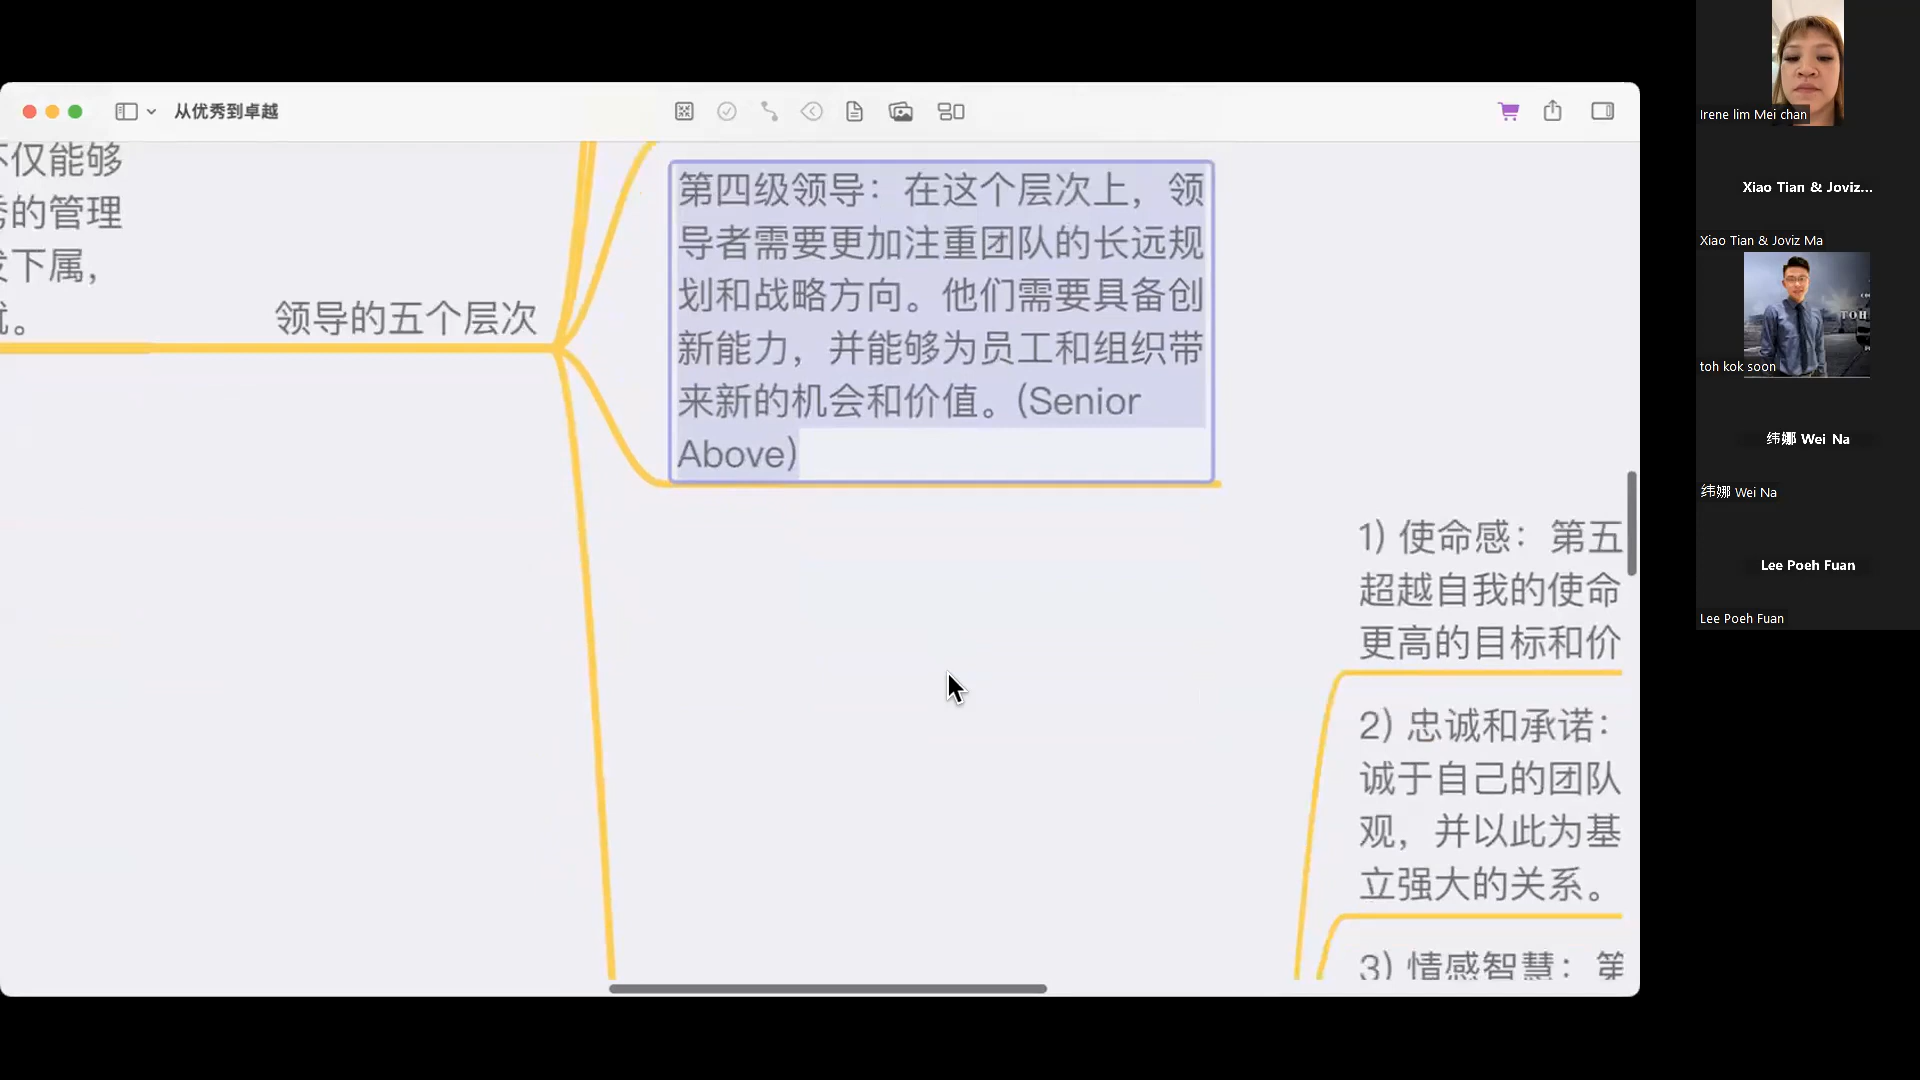 从优秀到卓越
不仅能够
秀的管理
发下属，
就。
领导的五个层次
第四级领导：在这个层次上，领
导者需要更加注重团队的长远规
划和战略方向。他们需要具备创
新能力，并能够为员工和组织带
来新的机会和价值。(Senior
Above)
1) 使命感：第五
超越自我的使命
更高的目标和价
2) 忠诚和承诺：
诚于自己的团队
观，并以此为基
立强大的关系。
3) 情感智慧：第
Irene lim Mei chan
Xiao Tian & Joviz...
Xiao Tian & Joviz Ma
TOH
toh kok soon
纬娜 Wei Na
纬娜 Wei Na
Lee Poeh Fuan
Lee Poeh Fuan